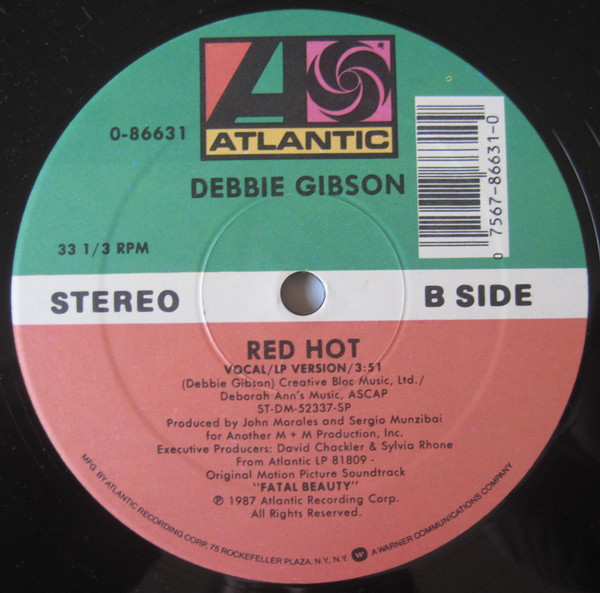 0-86631
ATLANTIC
DEBBIE GIBSON
0 7567-86631-0
33 1/3 RPM
STEREO
B SIDE
RED HOT
VOCAL/LP VERSION/3:51
(Debbie Gibson) Creative Bloc Music, Ltd./
Deborah Ann's Music, ASCAP
ST-DM-52337-SP
Produced by John Morales and Sergio Munzibai
for Another M + M Production, Inc.
Executive Producers: David Chackler & Sylvia Rhone
From Atlantic LP 81809 -
Original Motion Picture Soundtrack
"FATAL BEAUTY"
℗ 1987 Atlantic Recording Corp.
All Rights Reserved.
MFG. BY ATLANTIC RECORDING CORP. 75 ROCKEFELLER PLAZA, N.Y., N.Y. W A WARNER COMMUNICATIONS COMPANY